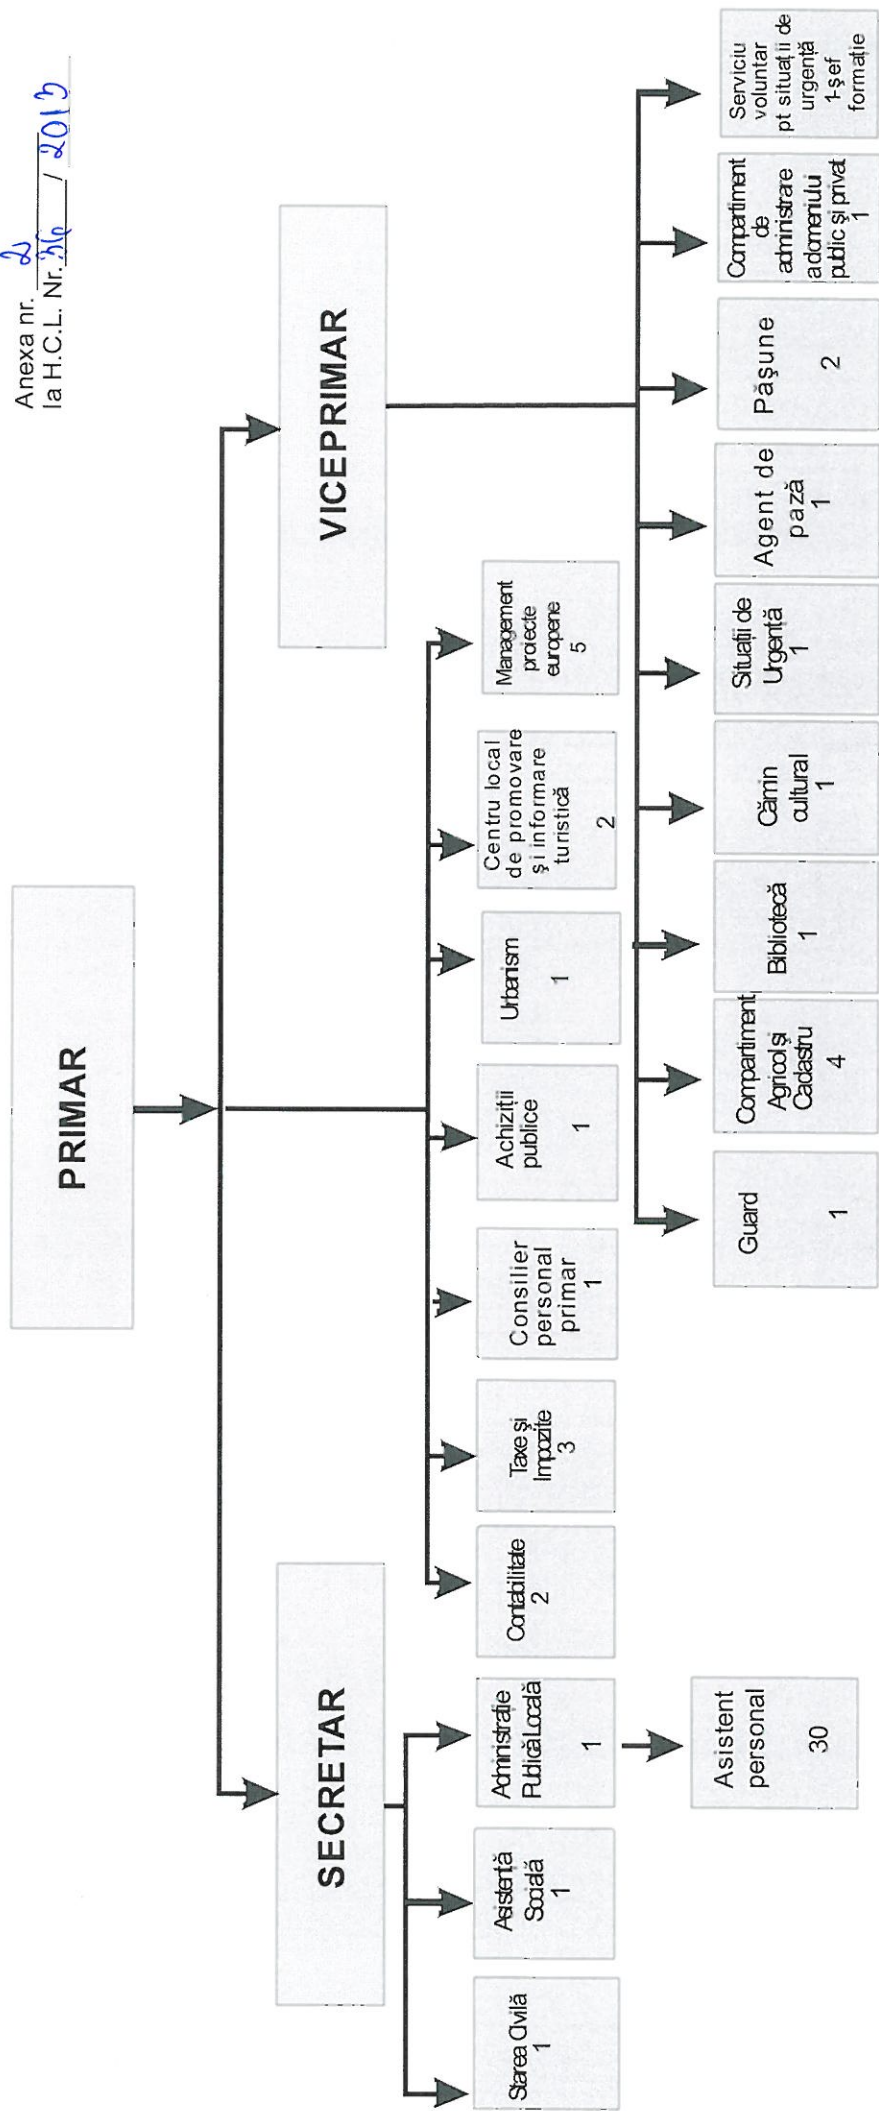 Anexa nr. 2
la H.C.L. Nr. 36 / 2013
PRIMAR
SECRETAR
VICEPRIMAR
Starea Civilă
1
Asistență
Socială
1
Administrație
Publică Locală
1
Asistent
personal
30
Contabilitate
2
Taxe și
Impozite
3
Consilier
personal
primar
1
Achiziții
publice
1
Urbanism
1
Centru local
de promovare
și informare
turistică
2
Management
proiecte
europene
5
Guard
1
Compartiment
Agricol și
Cadastru
4
Bibliotecă
1
Cămin
cultural
1
Situații de
Urgență
1
Agent de
pază
1
Pășune
2
Compartiment
de
administrare
a domeniului
public și privat
1
Serviciu
voluntar
pt situații de
urgență
1-șef
formație